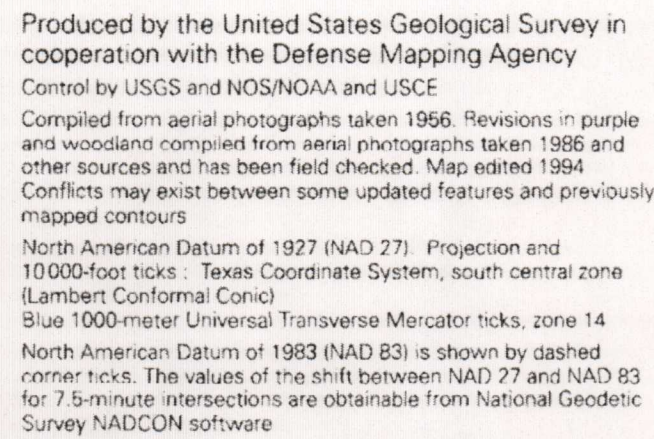 Produced by the United States Geological Survey in
cooperation with the Defense Mapping Agency
Control by USGS and NOS/NOAA and USCE
Compiled from aerial photographs taken 1956. Revisions in purple
and woodland compiled from aerial photographs taken 1986 and
other sources and has been field checked. Map edited 1994
Conflicts may exist between some updated features and previously
mapped contours
North American Datum of 1927 (NAD 27). Projection and
10 000-foot ticks : Texas Coordinate System, south central zone
(Lambert Conformal Conic)
Blue 1000-meter Universal Transverse Mercator ticks, zone 14
North American Datum of 1983 (NAD 83) is shown by dashed
corner ticks. The values of the shift between NAD 27 and NAD 83
for 7.5-minute intersections are obtainable from National Geodetic
Survey NADCON software